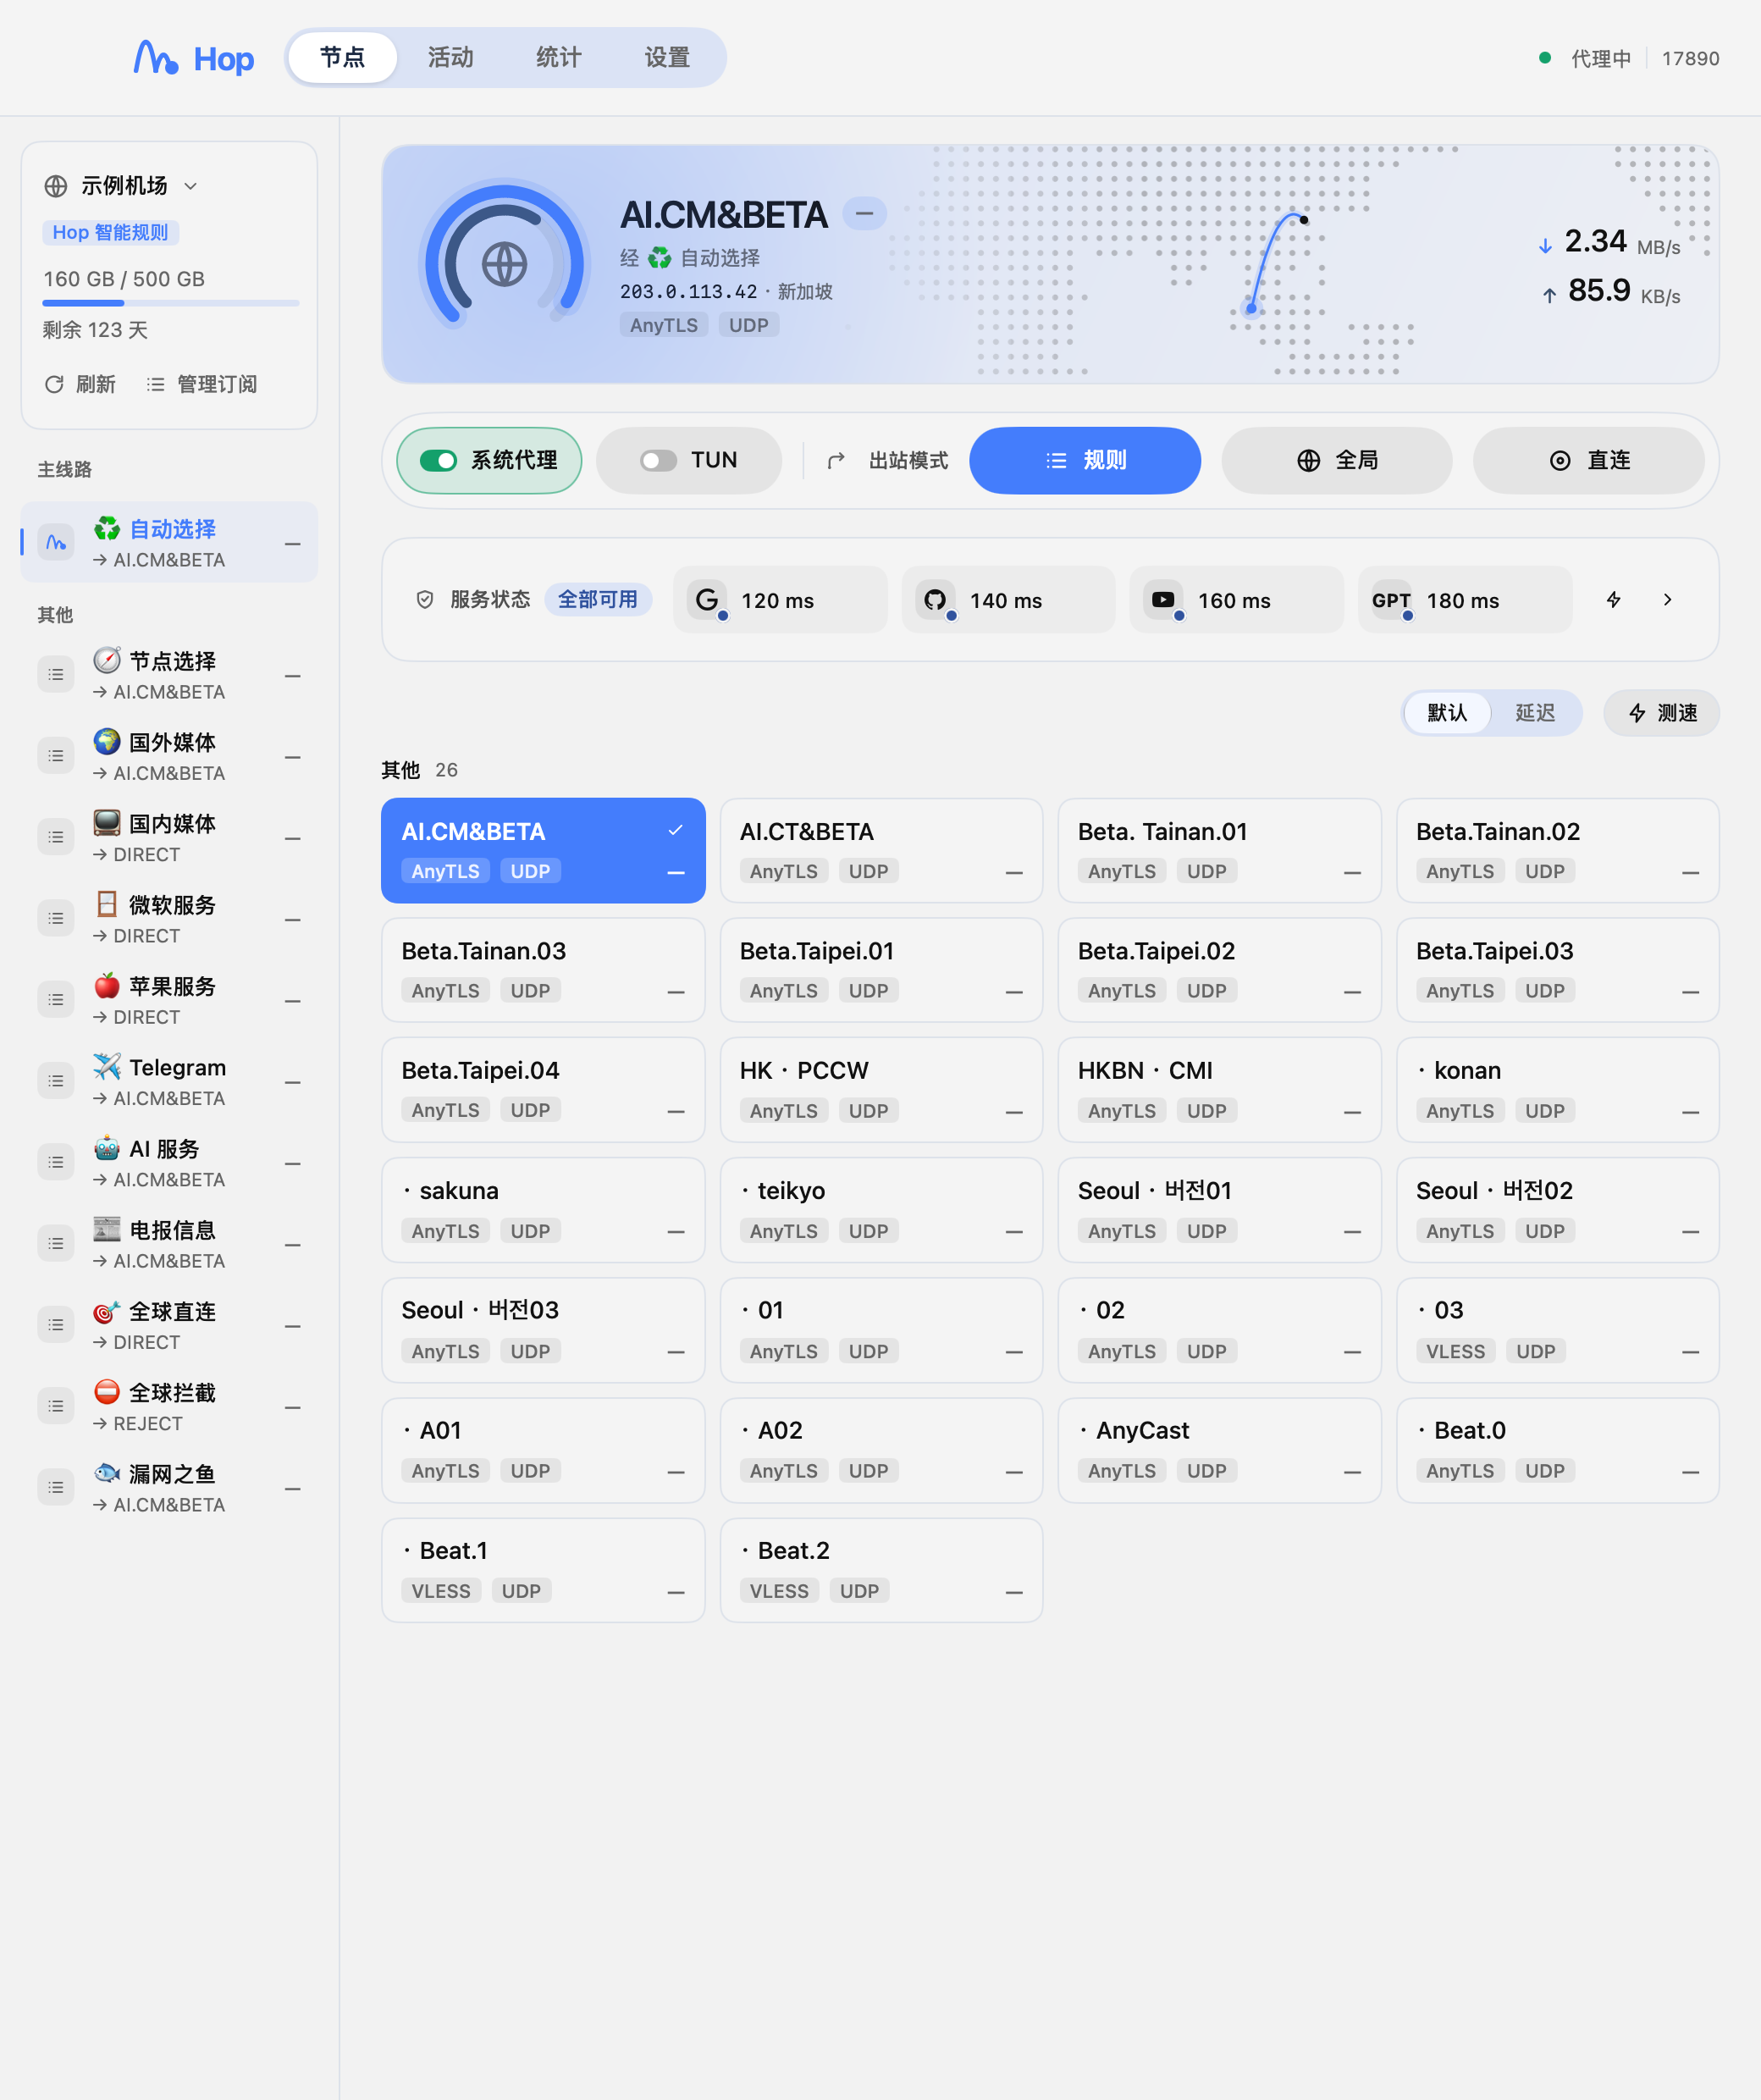 Hop
节点
活动
统计
设置
代理中
17890
示例机场
Hop 智能规则
160 GB / 500 GB
剩余 123 天
刷新
管理订阅
主线路
♻️ 自动选择
→ AI.CM&BETA
—
其他
🧭 节点选择
→ AI.CM&BETA
—
🌍 国外媒体
→ AI.CM&BETA
—
📺 国内媒体
→ DIRECT
—
🪟 微软服务
→ DIRECT
—
🍎 苹果服务
→ DIRECT
—
✈️ Telegram
→ AI.CM&BETA
—
🤖 AI 服务
→ AI.CM&BETA
—
📰 电报信息
→ AI.CM&BETA
—
🎯 全球直连
→ DIRECT
—
⛔ 全球拦截
→ REJECT
—
🐟 漏网之鱼
→ AI.CM&BETA
—
AI.CM&BETA —
经 ♻️ 自动选择
203.0.113.42 · 新加坡
AnyTLS UDP
↓ 2.34 MB/s
↑ 85.9 KB/s
系统代理
TUN
出站模式
规则
全局
直连
服务状态
全部可用
120 ms
140 ms
160 ms
GPT 180 ms
默认
延迟
测速
其他 26
AI.CM&BETA
AnyTLS UDP —
AI.CT&BETA
AnyTLS UDP —
Beta. Tainan.01
AnyTLS UDP —
Beta.Tainan.02
AnyTLS UDP —
Beta.Tainan.03
AnyTLS UDP —
Beta.Taipei.01
AnyTLS UDP —
Beta.Taipei.02
AnyTLS UDP —
Beta.Taipei.03
AnyTLS UDP —
Beta.Taipei.04
AnyTLS UDP —
HK · PCCW
AnyTLS UDP —
HKBN · CMI
AnyTLS UDP —
· konan
AnyTLS UDP —
· sakuna
AnyTLS UDP —
· teikyo
AnyTLS UDP —
Seoul · 버전01
AnyTLS UDP —
Seoul · 버전02
AnyTLS UDP —
Seoul · 버전03
AnyTLS UDP —
· 01
AnyTLS UDP —
· 02
AnyTLS UDP —
· 03
VLESS UDP —
· A01
AnyTLS UDP —
· A02
AnyTLS UDP —
· AnyCast
AnyTLS UDP —
· Beat.0
AnyTLS UDP —
· Beat.1
VLESS UDP —
· Beat.2
VLESS UDP —